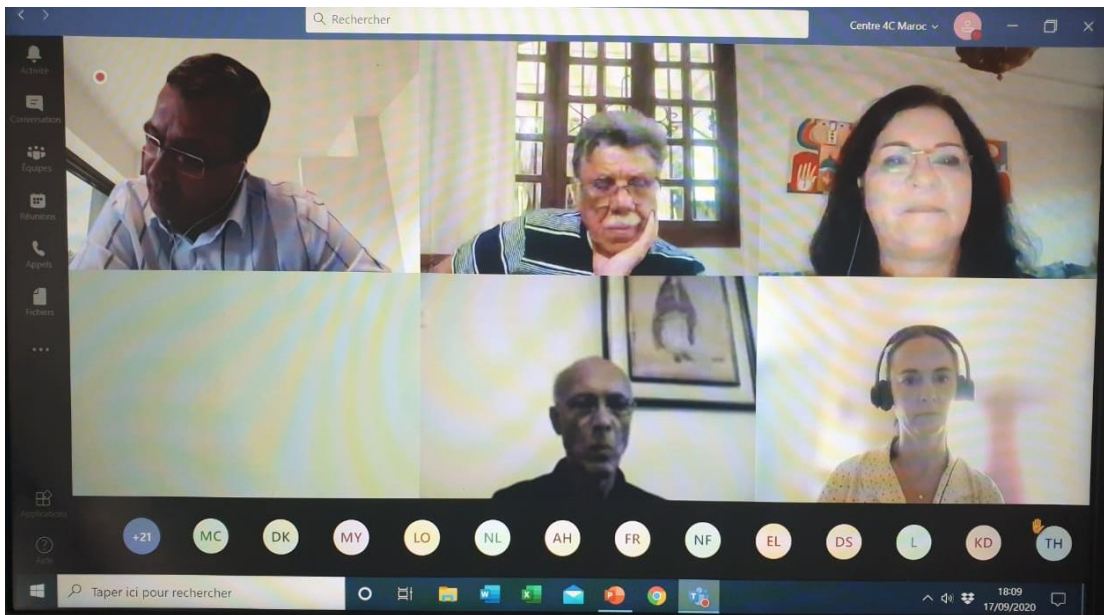 Rechercher
Centre 4C Maroc
Activité
Conversation
Équipes
Réunions
Appels
Fichiers
Applications
Aide
+21
MC
DK
MY
LO
NL
AH
FR
NF
EL
DS
L
KD
TH
Taper ici pour rechercher
18:09
17/09/2020